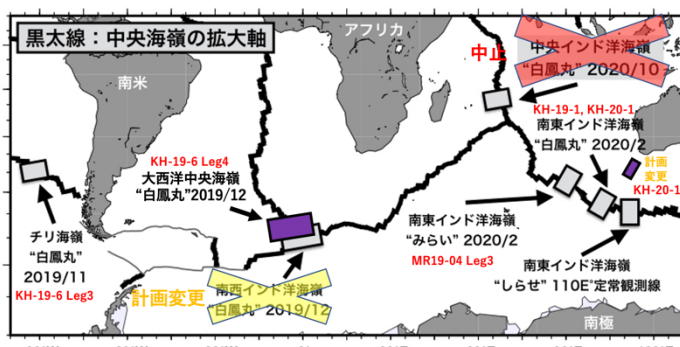 黒太線：中央海嶺の拡大軸
アフリカ
南米
中止
中央インド洋海嶺
“白鳳丸” 2020/10
KH-19-1, KH-20-1
南東インド洋海嶺
“白鳳丸” 2020/2
計画
変更
KH-20-1
KH-19-6 Leg4
大西洋中央海嶺
“白鳳丸”2019/12
チリ海嶺
“白鳳丸”
2019/11
KH-19-6 Leg3
計画変更
南西インド洋海嶺
“白鳳丸” 2019/12
南東インド洋海嶺
“みらい” 2020/2
MR19-04 Leg3
南東インド洋海嶺
“しらせ” 110E°定常観測線
南極